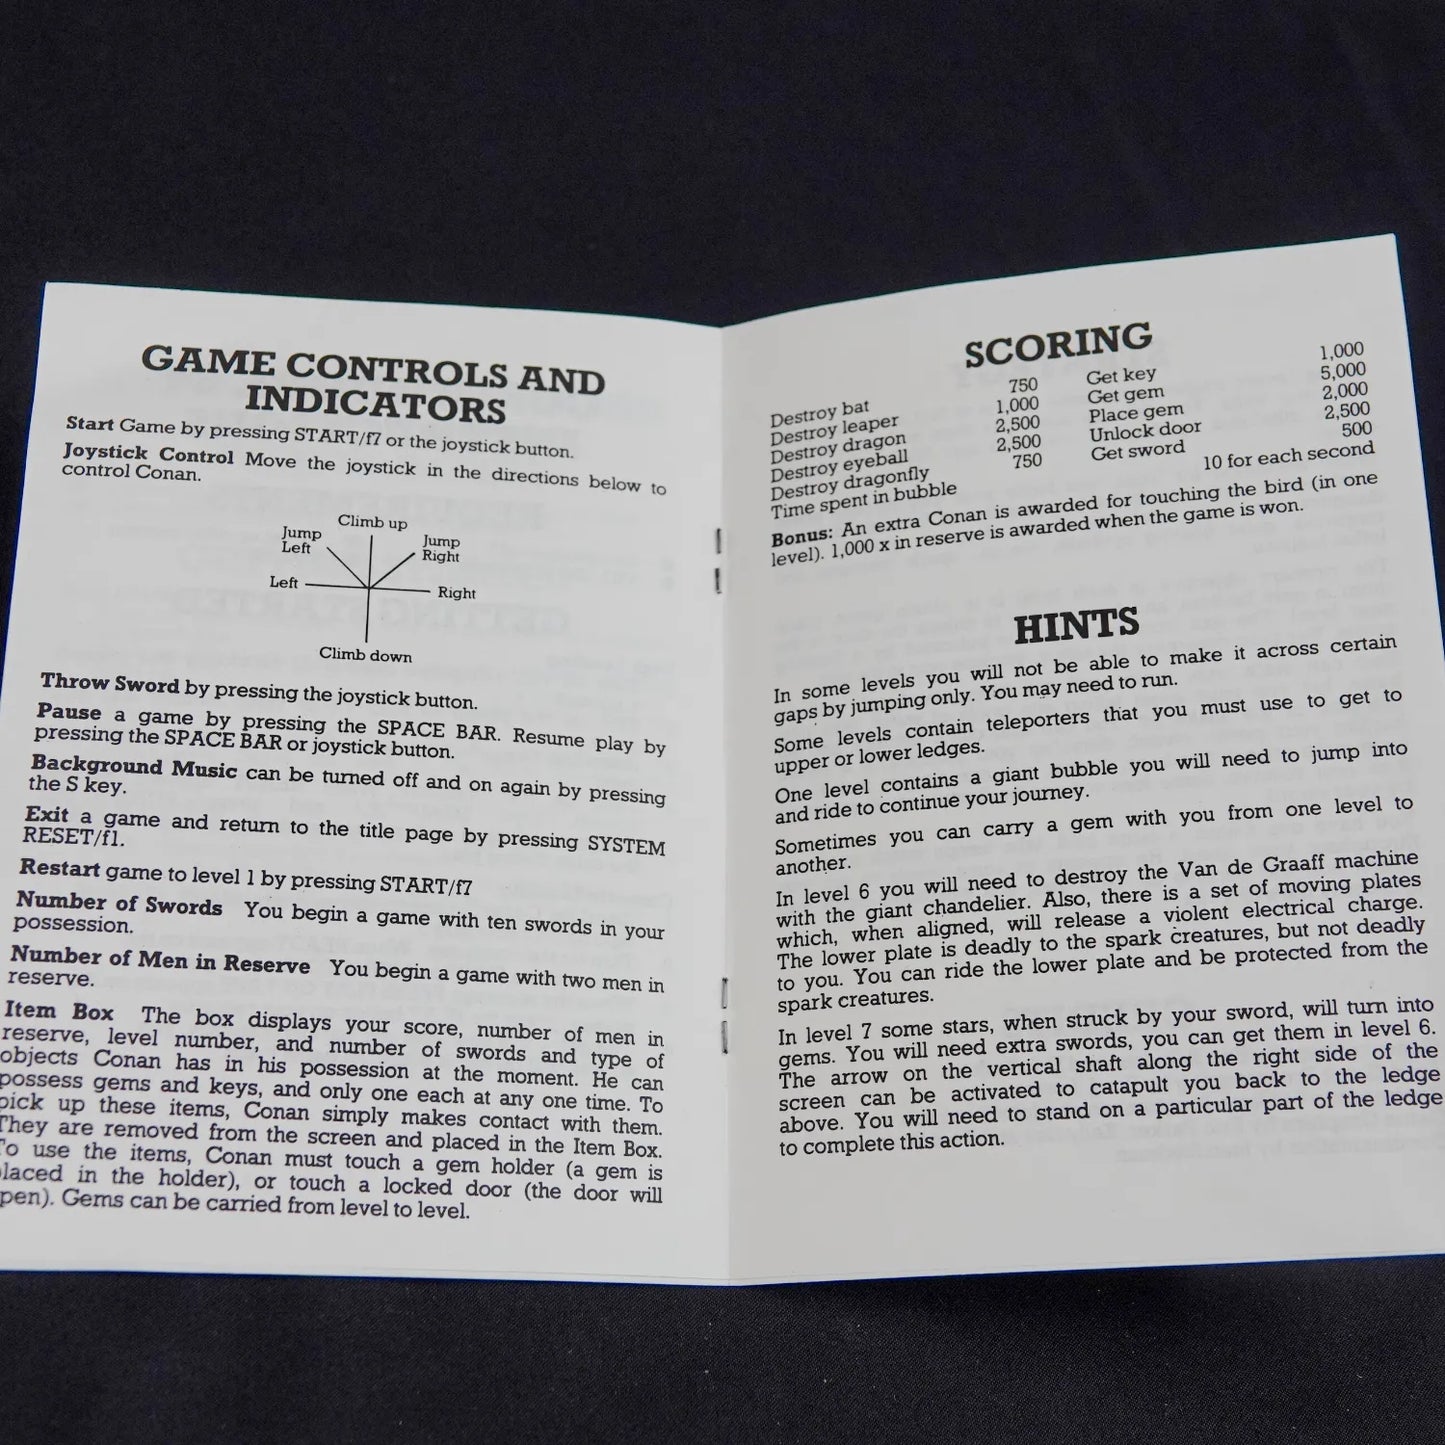 GAME CONTROLS AND
INDICATORS
Start Game by pressing START/f7 or the joystick button.
Joystick Control Move the joystick in the directions below to
control Conan.
Climb up
Jump
Left
Jump
Right
Left
Right
Climb down
Throw Sword by pressing the joystick button.
Pause a game by pressing the SPACE BAR. Resume play by
pressing the SPACE BAR or joystick button.
Background Music can be turned off and on again by pressing
the S key.
Exit a game and return to the title page by pressing SYSTEM
RESET/f1.
Restart game to level 1 by pressing START/f7
Number of Swords You begin a game with ten swords in your
possession.
Number of Men in Reserve You begin a game with two men in
reserve.
Item Box The box displays your score, number of men in
reserve, level number, and number of swords and type of
objects Conan has in his possession at the moment. He can
possess gems and keys, and only one each at any one time. To
pick up these items, Conan simply makes contact with them.
They are removed from the screen and placed in the Item Box.
To use the items, Conan must touch a gem holder (a gem is
laced in the holder), or touch a locked door (the door will
pen). Gems can be carried from level to level.
SCORING
Destroy bat 750 Get key 1,000
Destroy leaper 1,000 Get gem 5,000
Destroy dragon 2,500 Place gem 2,000
Destroy eyeball 2,500 Unlock door 2,500
Destroy dragonfly 750 Get sword 500
Time spent in bubble 10 for each second
Bonus: An extra Conan is awarded for touching the bird (in one
level). 1,000 x in reserve is awarded when the game is won.
HINTS
In some levels you will not be able to make it across certain
gaps by jumping only. You may need to run.
Some levels contain teleporters that you must use to get to
upper or lower ledges.
One level contains a giant bubble you will need to jump into
and ride to continue your journey.
Sometimes you can carry a gem with you from one level to
another.
In level 6 you will need to destroy the Van de Graaff machine
with the giant chandelier. Also, there is a set of moving plates
which, when aligned, will release a violent electrical charge.
The lower plate is deadly to the spark creatures, but not deadly
to you. You can ride the lower plate and be protected from the
spark creatures.
In level 7 some stars, when struck by your sword, will turn into
gems. You will need extra swords, you can get them in level 6.
The arrow on the vertical shaft along the right side of the
screen can be activated to catapult you back to the ledge
above. You will need to stand on a particular part of the ledge
to complete this action.